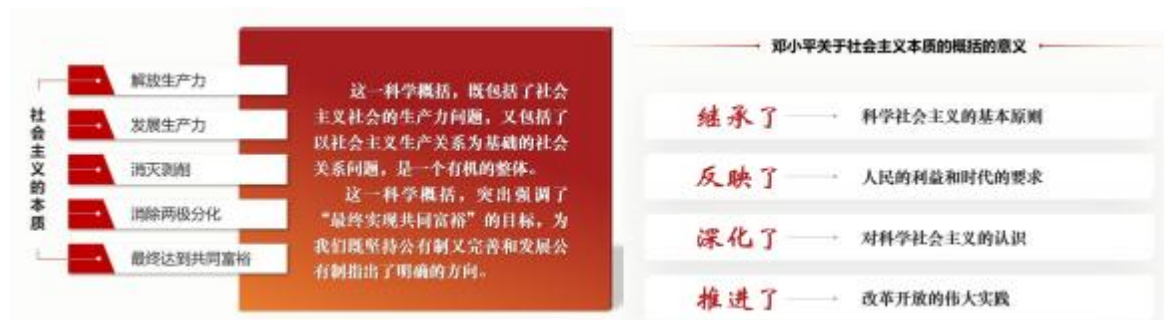 社会主义的本质
解放生产力
发展生产力
消灭剥削
消除两极分化
最终达到共同富裕
这一科学概括，既包括了社会
主义社会的生产力问题，又包括了
以社会主义生产关系为基础的社会
关系问题，是一个有机的整体。
这一科学概括，突出强调了
“最终实现共同富裕”的目标，为
我们既坚持公有制又完善和发展公
有制指出了明确的方向。
邓小平关于社会主义本质的概括的意义
继承了 科学社会主义的基本原则
反映了 人民的利益和时代的要求
深化了 对科学社会主义的认识
推进了 改革开放的伟大实践